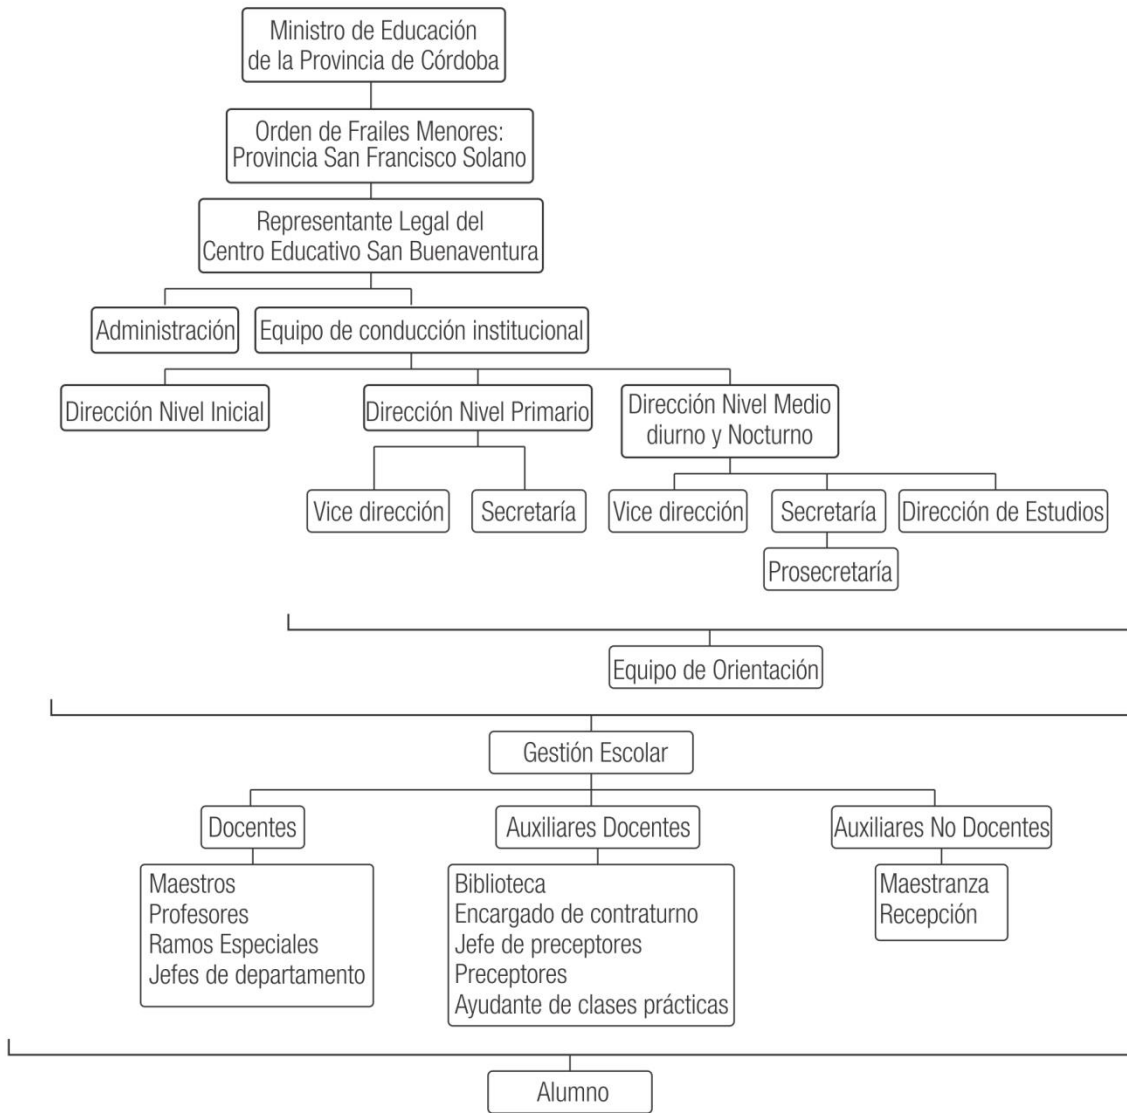 Ministro de Educación
de la Provincia de Córdoba
Orden de Frailes Menores:
Provincia San Francisco Solano
Representante Legal del
Centro Educativo San Buenaventura
Administración
Equipo de conducción institucional
Dirección Nivel Inicial
Dirección Nivel Primario
Dirección Nivel Medio
diurno y Nocturno
Vice dirección
Secretaría
Vice dirección
Secretaría
Dirección de Estudios
Prosecretaría
Equipo de Orientación
Gestión Escolar
Docentes
Auxiliares Docentes
Auxiliares No Docentes
Maestros
Profesores
Ramos Especiales
Jefes de departamento
Biblioteca
Encargado de contraturno
Jefe de preceptores
Preceptores
Ayudante de clases prácticas
Maestranza
Recepción
Alumno